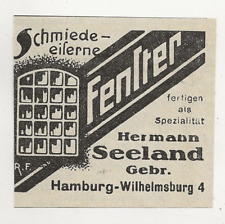 Schmiede-
eiserne
Fenster
fertigen
als
Spezialität
Hermann
Seeland
Gebr.
Hamburg-Wilhelmsburg 4
R.F.